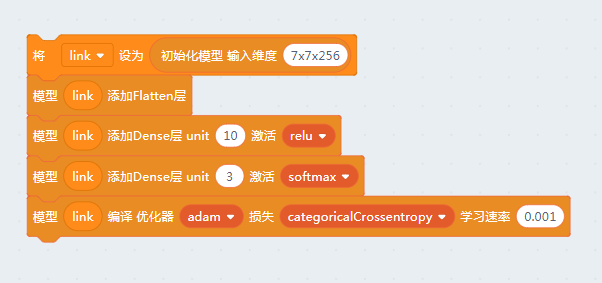 将 link 设为 初始化模型 输入维度 7x7x256
模型 link 添加Flatten层
模型 link 添加Dense层 unit 10 激活 relu
模型 link 添加Dense层 unit 3 激活 softmax
模型 link 编译 优化器 adam 损失 categoricalCrossentropy 学习速率 0.001